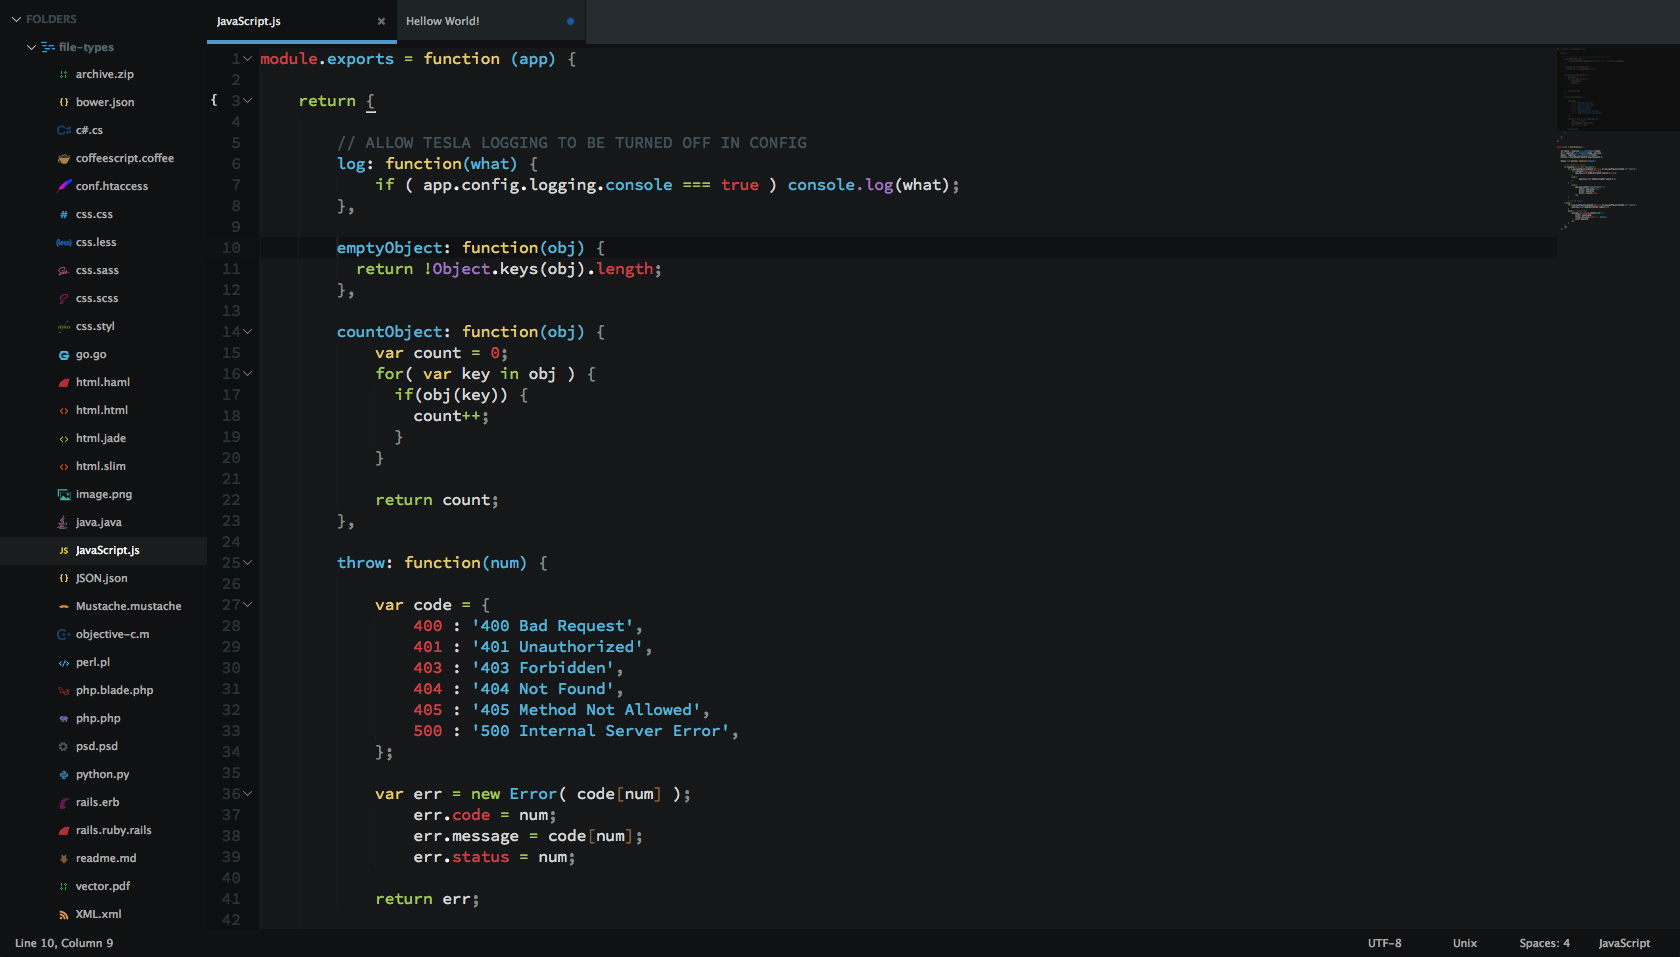 FOLDERS
file-types
archive.zip
bower.json
c#.cs
coffeescript.coffee
conf.htaccess
css.css
css.less
css.sass
css.scss
css.styl
go.go
html.haml
html.html
html.jade
html.slim
image.png
java.java
JavaScript.js
JSON.json
Mustache.mustache
objective-c.m
perl.pl
php.blade.php
php.php
psd.psd
python.py
rails.erb
rails.ruby.rails
readme.md
vector.pdf
XML.xml
JavaScript.js
Hellow World!
1 module.exports = function (app) {
2
{ 3 return {
4
5 // ALLOW TESLA LOGGING TO BE TURNED OFF IN CONFIG
6 log: function(what) {
7 if ( app.config.logging.console === true ) console.log(what);
8 },
9
10 emptyObject: function(obj) {
11 return !Object.keys(obj).length;
12 },
13
14 countObject: function(obj) {
15 var count = 0;
16 for( var key in obj ) {
17 if(obj(key)) {
18 count++;
19 }
20 }
21
22 return count;
23 },
24
25 throw: function(num) {
26
27 var code = {
28 400 : '400 Bad Request',
29 401 : '401 Unauthorized',
30 403 : '403 Forbidden',
31 404 : '404 Not Found',
32 405 : '405 Method Not Allowed',
33 500 : '500 Internal Server Error',
34 };
35
36 var err = new Error( code[num] );
37 err.code = num;
38 err.message = code[num];
39 err.status = num;
40
41 return err;
42
Line 10, Column 9
UTF-8
Unix
Spaces: 4
JavaScript